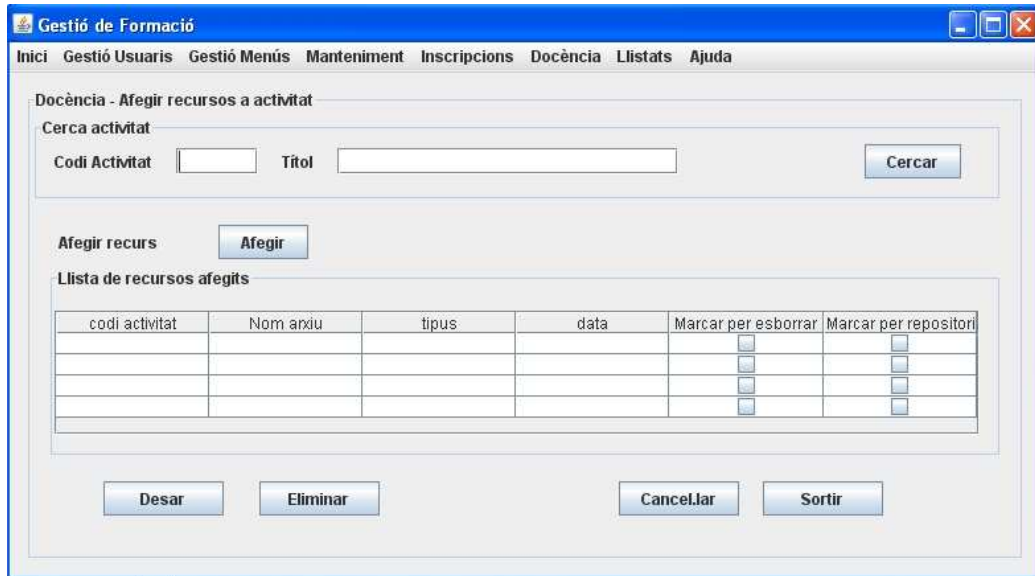 Gestió de Formació
Inici Gestió Usuaris Gestió Menús Manteniment Inscripcions Docència Llistats Ajuda
Docència - Afegir recursos a activitat
Cerca activitat
Codi Activitat Títol Cercar
Afegir recurs Afegir
Llista de recursos afegits
codi activitat Nom arxiu tipus data Marcar per esborrar Marcar per repositori
Desar Eliminar Cancel.lar Sortir